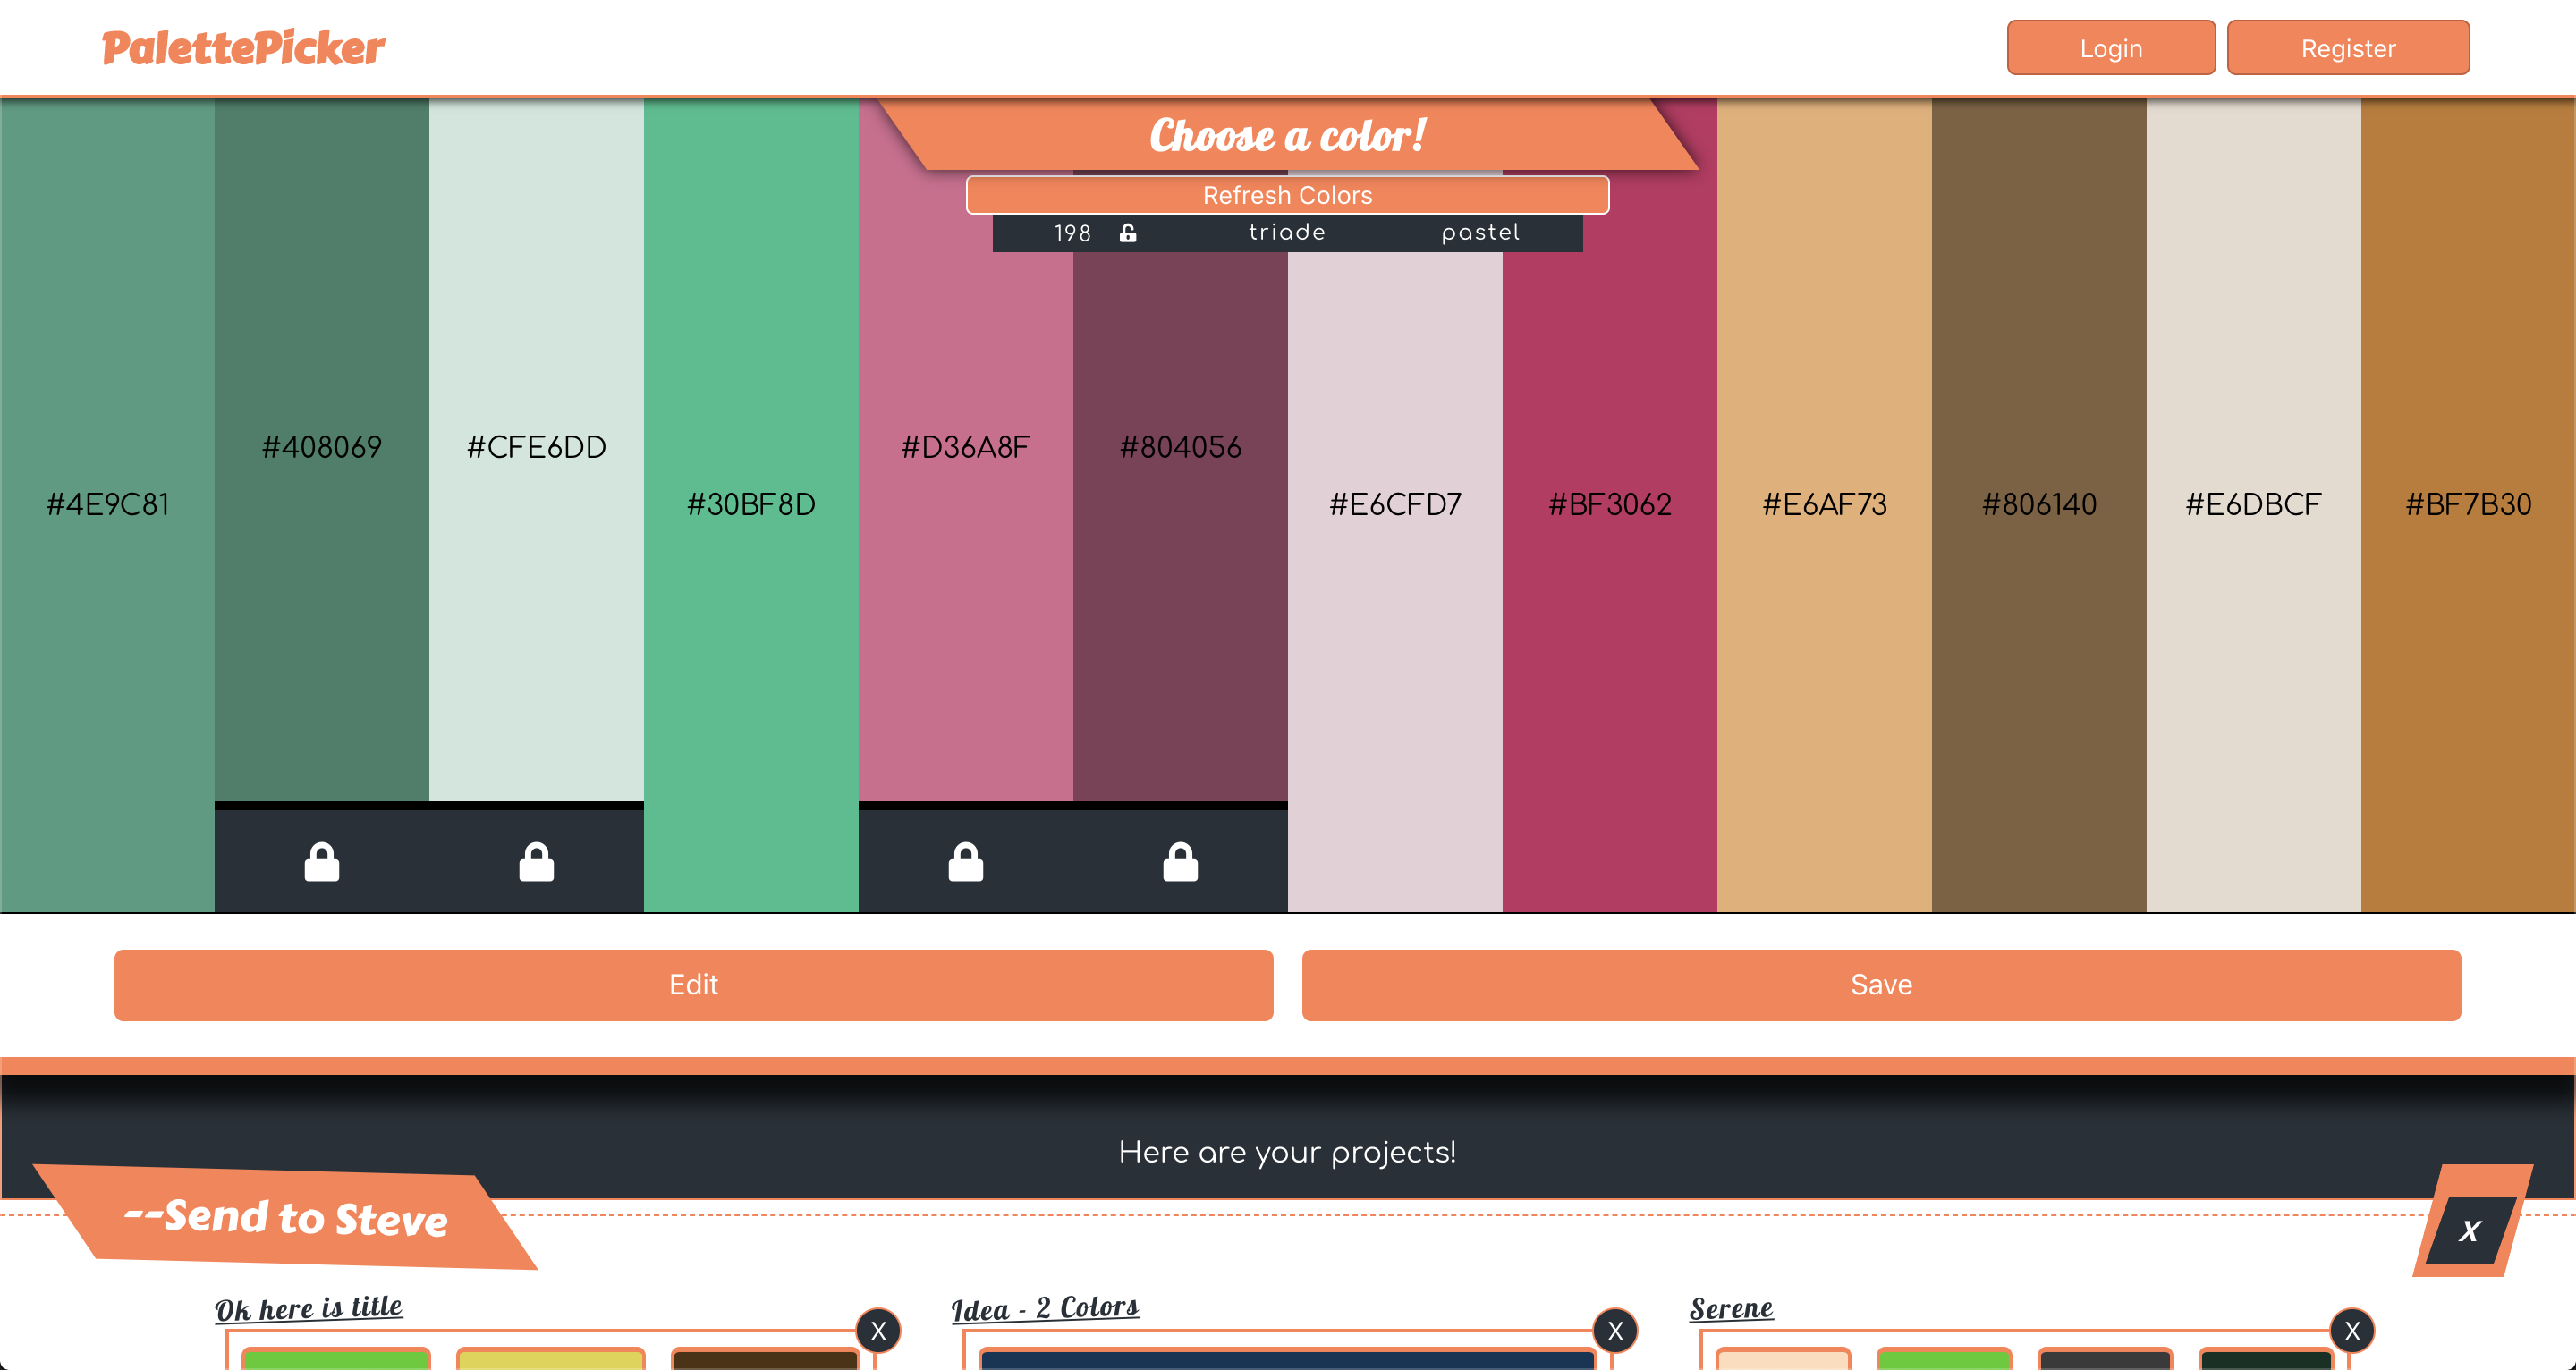 PalettePicker
Login Register
Choose a color!
Refresh Colors
198 triade pastel
#408069 #CFE6DD #D36A8F #804056
#4E9C81 #30BF8D #E6CFD7 #BF3062 #E6AF73 #806140 #E6DBCF #BF7B30
Edit Save
Here are your projects!
--Send to Steve X
Ok here is title Idea - 2 Colors Serene
X X X